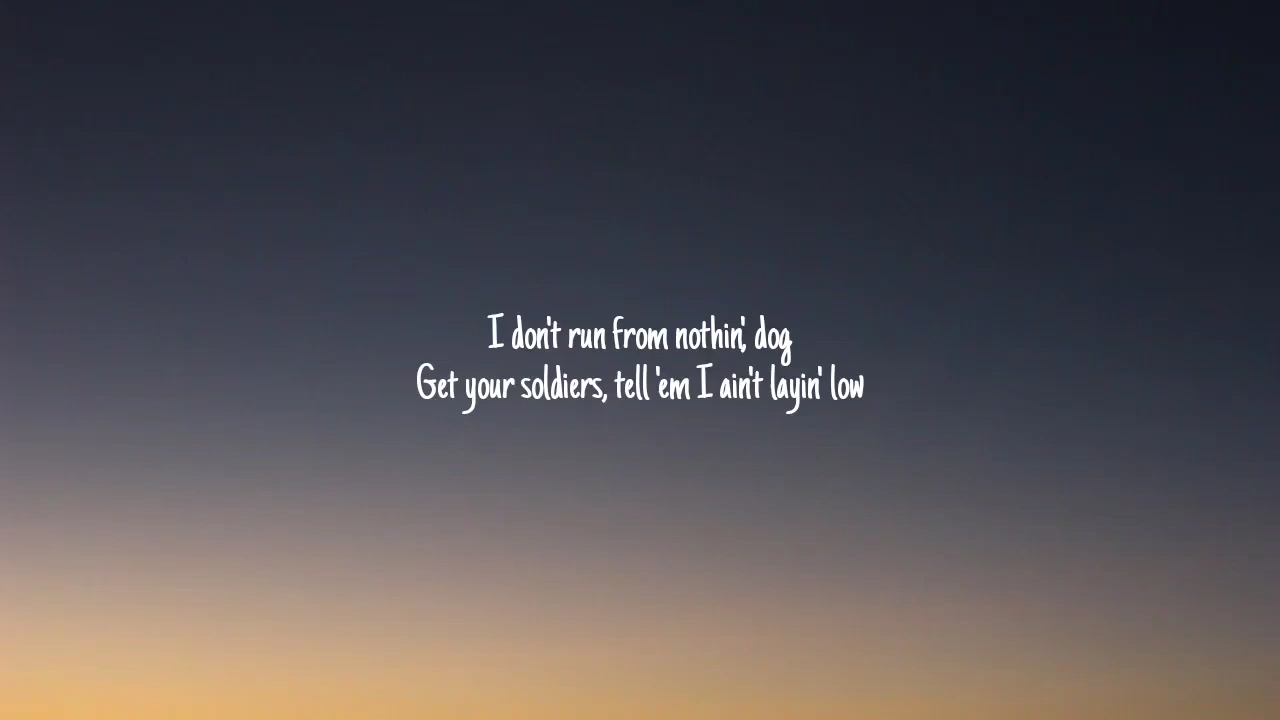 I don't run from nothin', dog
Get your soldiers, tell 'em I ain't layin' low